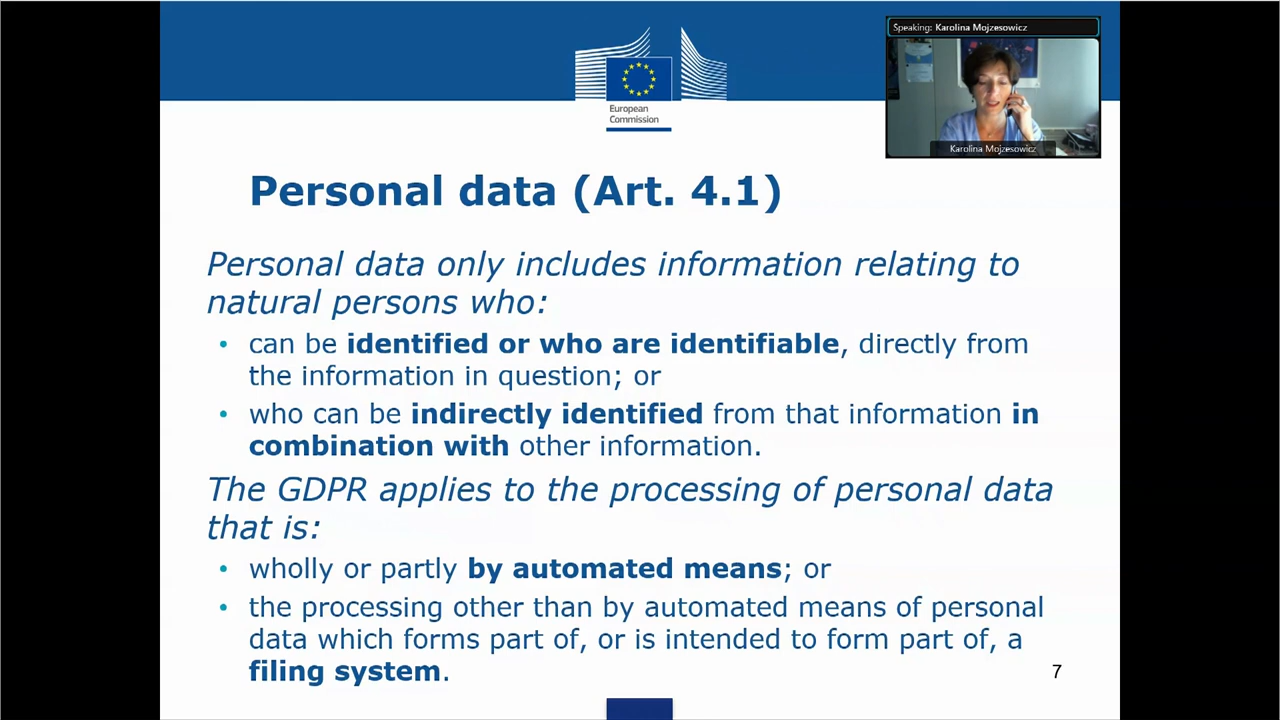 Speaking: Karolina Mojzesowicz
Karolina Mojzesowicz
European
Commission
Personal data (Art. 4.1)
Personal data only includes information relating to
natural persons who:
• can be identified or who are identifiable, directly from
the information in question; or
• who can be indirectly identified from that information in
combination with other information.
The GDPR applies to the processing of personal data
that is:
• wholly or partly by automated means; or
• the processing other than by automated means of personal
data which forms part of, or is intended to form part of, a
filing system.
7